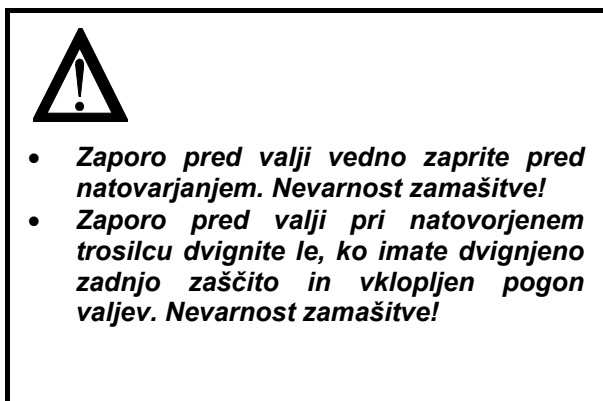 • Zaporo pred valji vedno zaprite pred
natovarjanjem. Nevarnost zamašitve!
• Zaporo pred valji pri natovorjenem
trosilcu dvignite le, ko imate dvignjeno
zadnjo zaščito in vklopljen pogon
valjev. Nevarnost zamašitve!